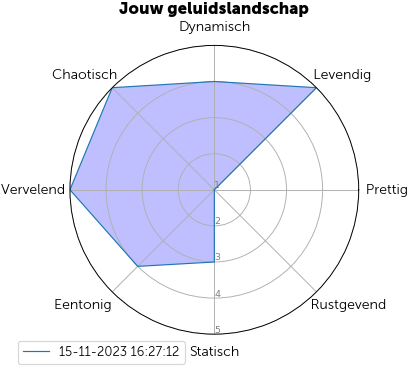 Jouw geluidslandschap
Dynamisch
Chaotisch
Levendig
Vervelend
1
Prettig
2
3
Eentonig
4
Rustgevend
5
15-11-2023 16:27:12
Statisch